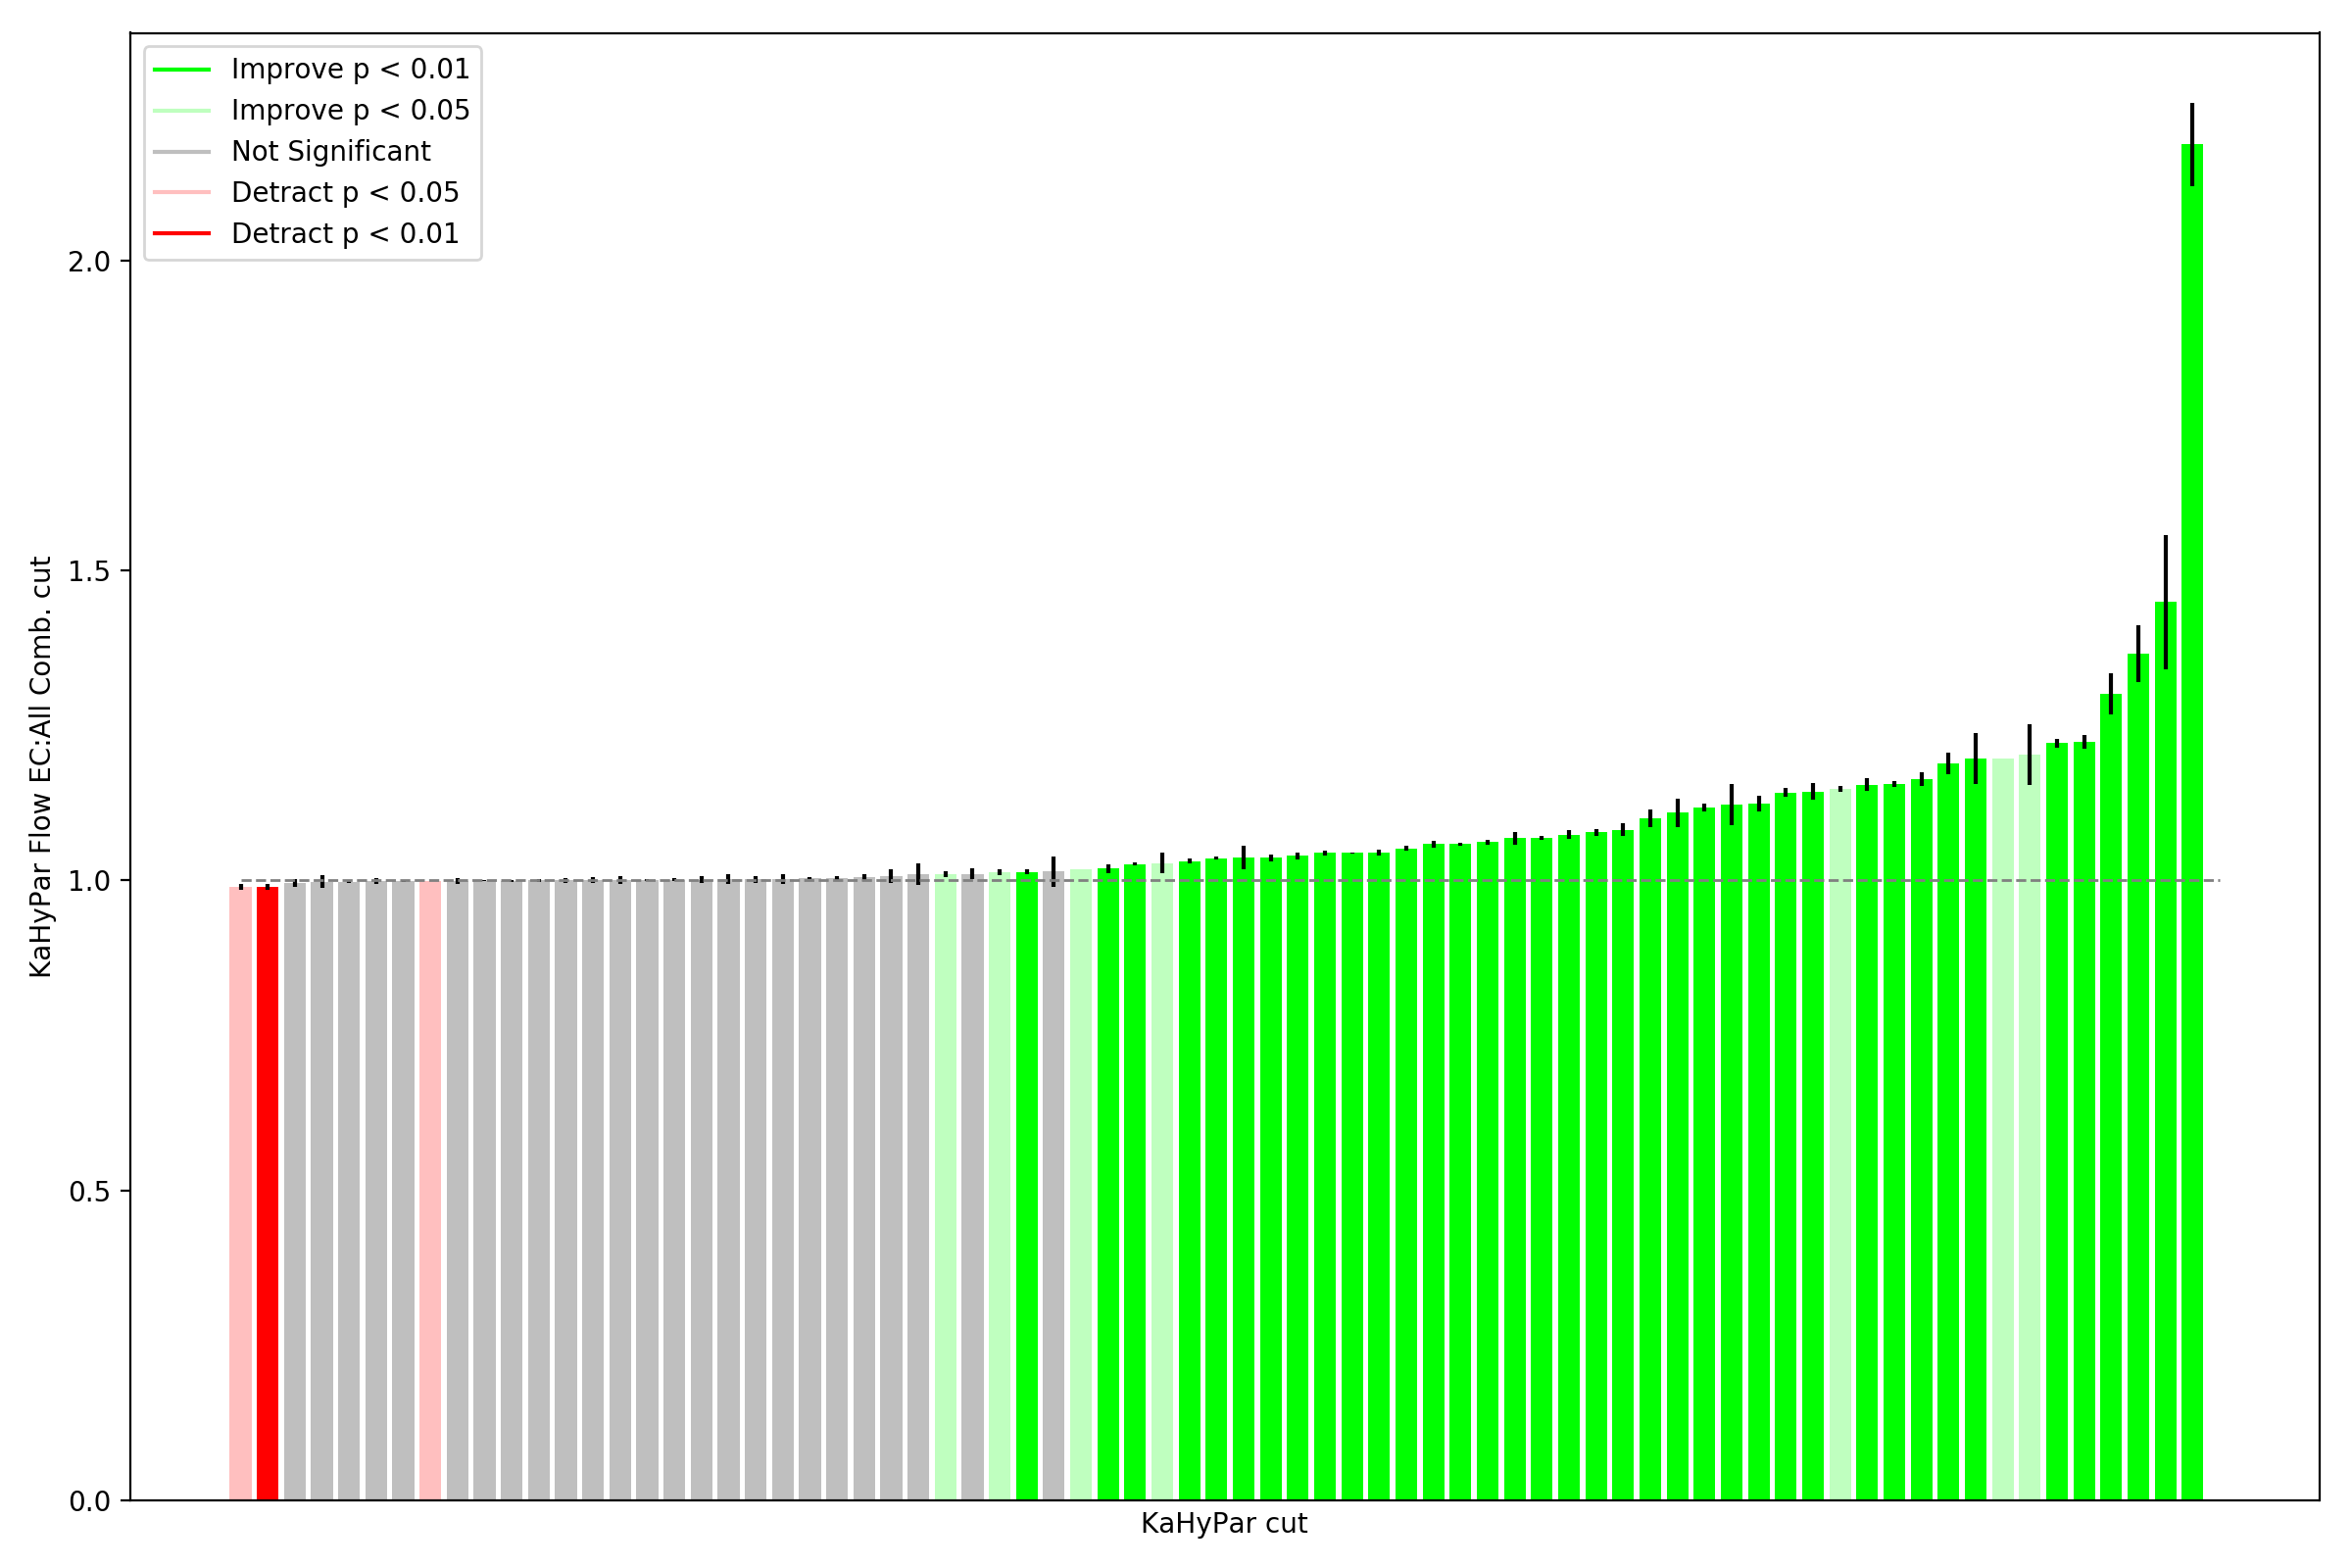 Improve p < 0.01
Improve p < 0.05
Not Significant
Detract p < 0.05
Detract p < 0.01
2.0
1.5
1.0
0.5
0.0
KaHyPar Flow EC:All Comb. cut
KaHyPar cut